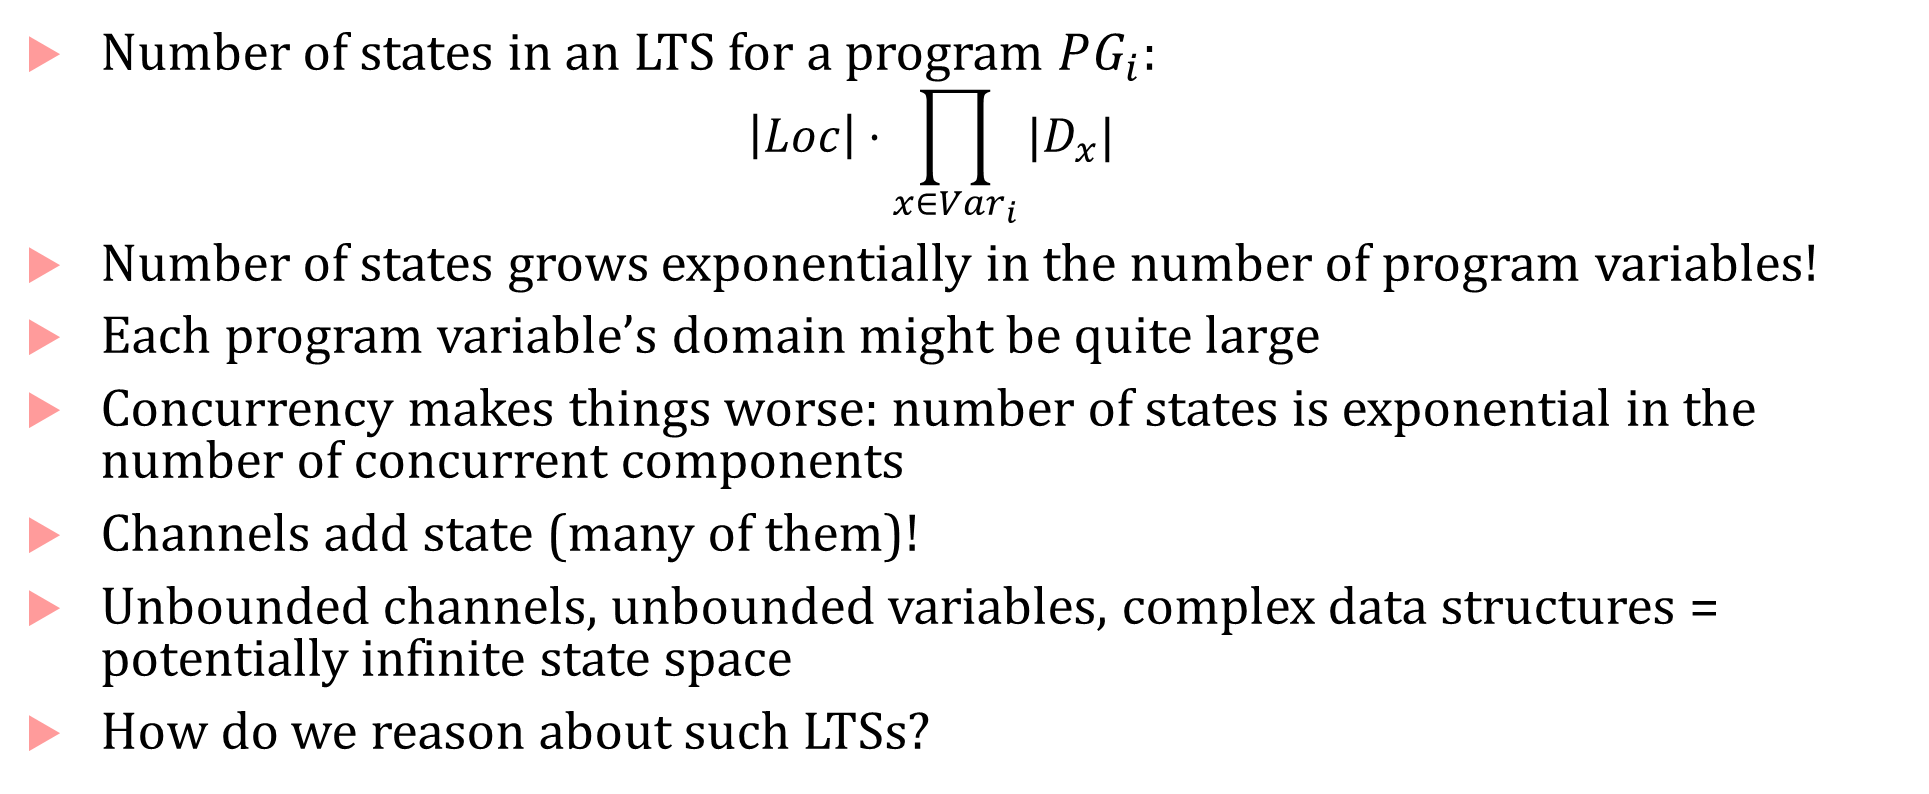 Number of states in an LTS for a program PGᵢ:
|Loc| · ∏ |Dₓ|
x∈Varᵢ
Number of states grows exponentially in the number of program variables!
Each program variable’s domain might be quite large
Concurrency makes things worse: number of states is exponential in the
number of concurrent components
Channels add state (many of them)!
Unbounded channels, unbounded variables, complex data structures =
potentially infinite state space
How do we reason about such LTSs?